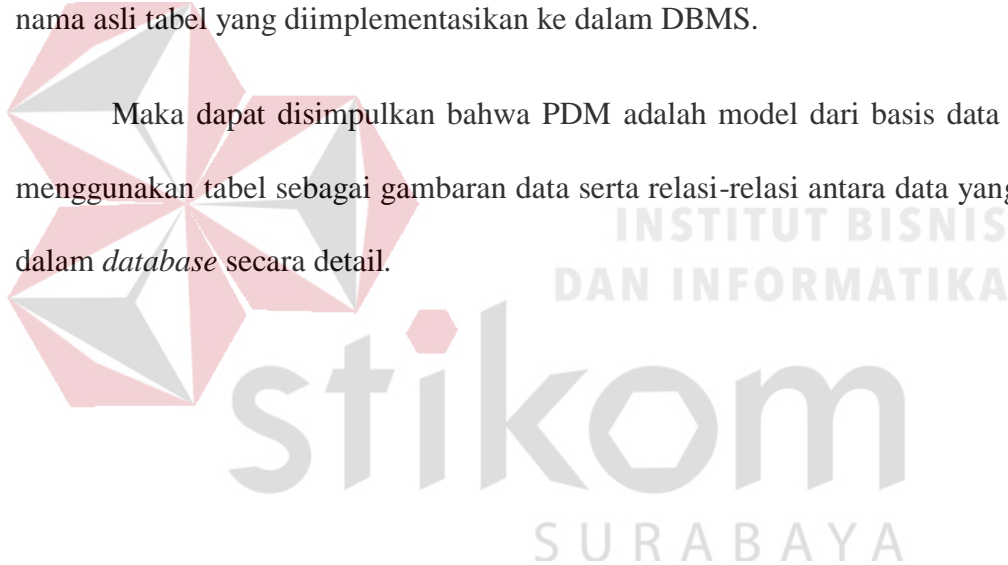 nama asli tabel yang diimplementasikan ke dalam DBMS.
Maka dapat disimpulkan bahwa PDM adalah model dari basis data
menggunakan tabel sebagai gambaran data serta relasi-relasi antara data yang
dalam database secara detail.
INSTITUT BISNIS
DAN INFORMATIKA
stikom
SURABAYA